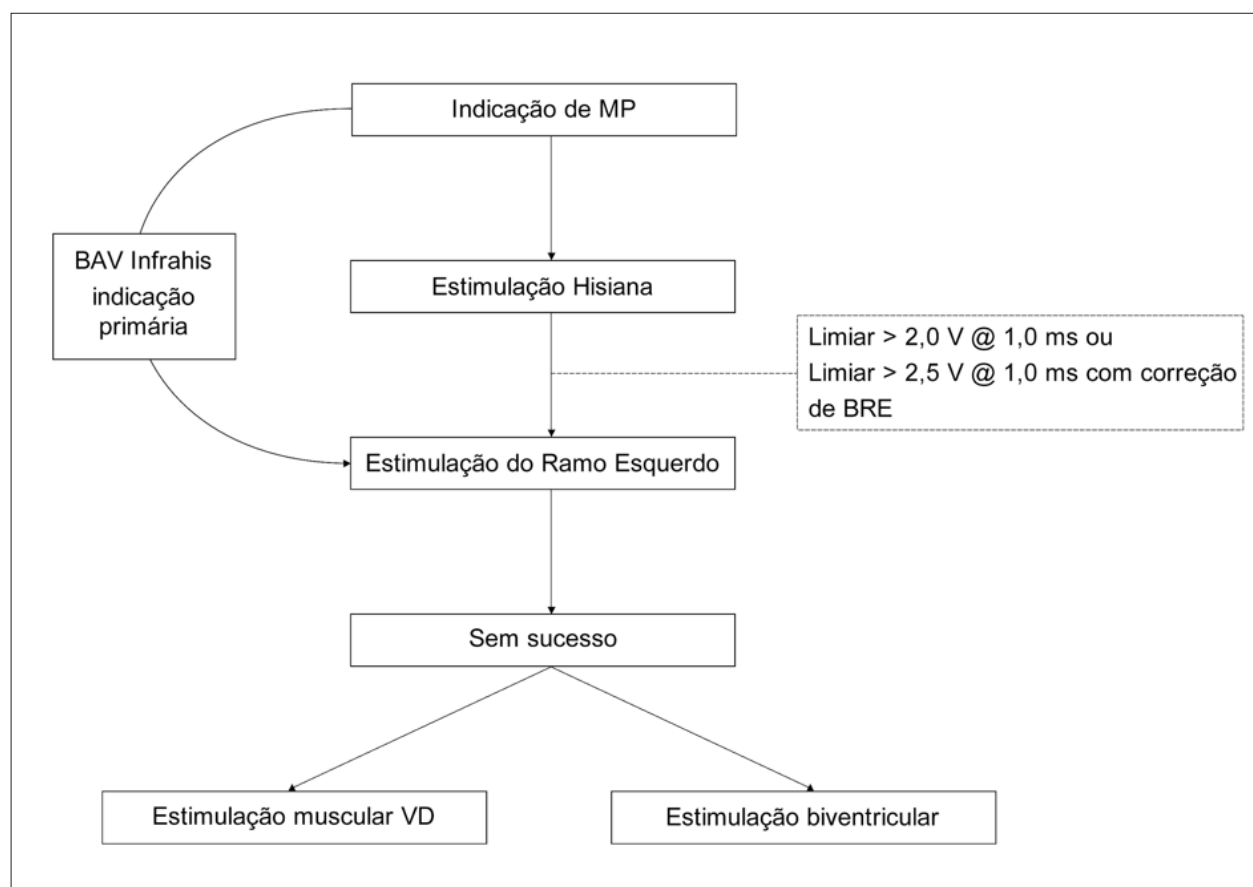 Indicação de MP
BAV Infrahis
indicação
primária
Estimulação Hisiana
Limiar > 2,0 V @ 1,0 ms ou
Limiar > 2,5 V @ 1,0 ms com correção
de BRE
Estimulação do Ramo Esquerdo
Sem sucesso
Estimulação muscular VD
Estimulação biventricular